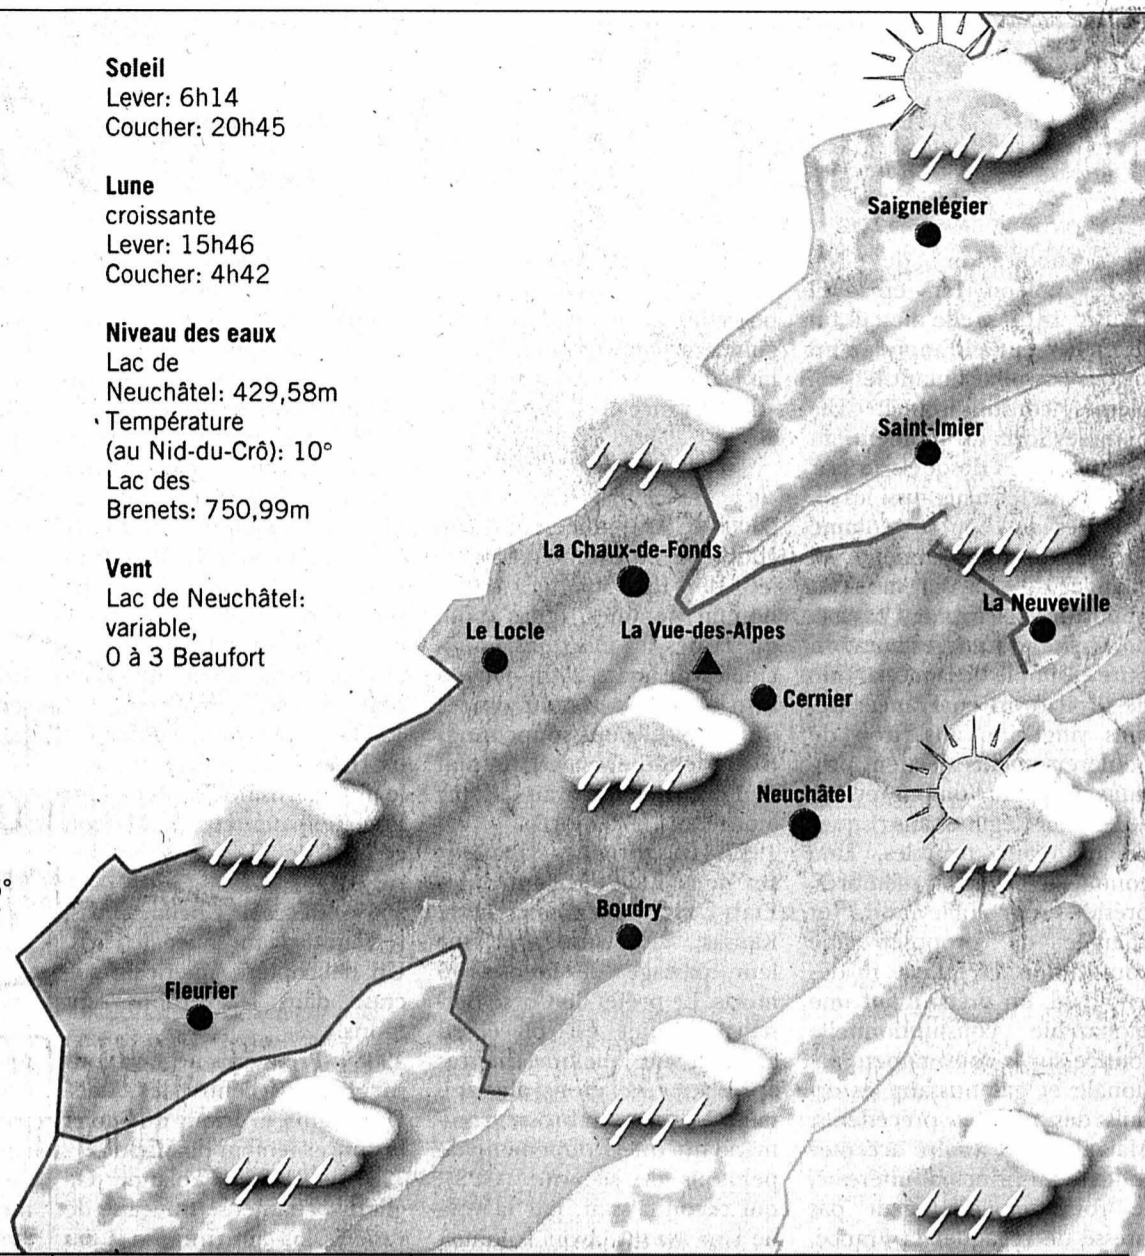 Soleil
Lever: 6h14
Coucher: 20h45
Lune
croissante
Lever: 15h46
Coucher: 4h42
Niveau des eaux
Lac de
Neuchâtel: 429,58m
Température
(au Nid-du-Crô): 10°
Lac des
Brenets: 750,99m
Vent
Lac de Neuchâtel:
variable,
0 à 3 Beaufort
Saignelégier
Saint-Imier
La Chaux-de-Fonds
La Neuveville
Le Locle
La Vue-des-Alpes
Cernier
Neuchâtel
Boudry
Fleurier